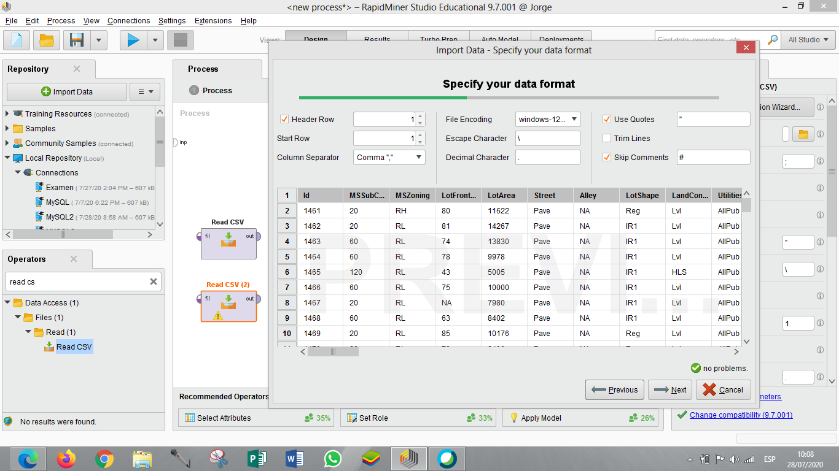 <new process*> – RapidMiner Studio Educational 9.7.001 @ Jorge
File Edit Process View Connections Settings Extensions Help
Views: Design Results Turbo Prep Auto Model Deployments Find data, operators, etc All Studio
Repository
Import Data
Training Resources (connected)
Samples
Community Samples (connected)
Local Repository (Local)
Connections
Examen (7/27/20 2:04 PM – 607 kB
MySQL (7/7/20 9:22 PM – 607 kB)
MySQL2 (7/28/20 8:58 AM – 607 kB
Operators
read cs
Data Access (1)
Files (1)
Read (1)
Read CSV
No results were found.
Process
Process
Process
inp
Read CSV
fil out
Read CSV (2)
fil out
Recommended Operators
Select Attributes 35%
Set Role 33%
Apply Model 26%
Import Data - Specify your data format
Specify your data format
Header Row 1 File Encoding windows-12... Use Quotes "
Start Row 1 Escape Character \ Trim Lines
Column Separator Comma "," Decimal Character . Skip Comments #
1 Id MSSubC... MSZoning LotFront... LotArea Street Alley LotShape LandCon... Utilities
2 1461 20 RH 80 11622 Pave NA Reg Lvl AllPub
3 1462 20 RL 81 14267 Pave NA IR1 Lvl AllPub
4 1463 60 RL 74 13830 Pave NA IR1 Lvl AllPub
5 1464 60 RL 78 9978 Pave NA IR1 Lvl AllPub
6 1465 120 RL 43 5005 Pave NA IR1 HLS AllPub
7 1466 60 RL 75 10000 Pave NA IR1 Lvl AllPub
8 1467 20 RL NA 7980 Pave NA IR1 Lvl AllPub
9 1468 60 RL 63 8402 Pave NA IR1 Lvl AllPub
10 1469 20 RL 85 10176 Pave NA Reg Lvl AllPub
no problems.
Previous Next Cancel
CSV)
ion Wizard...
;
"
\
1
meters
Change compatibility (9.7.001)
ESP
10:08
28/07/2020